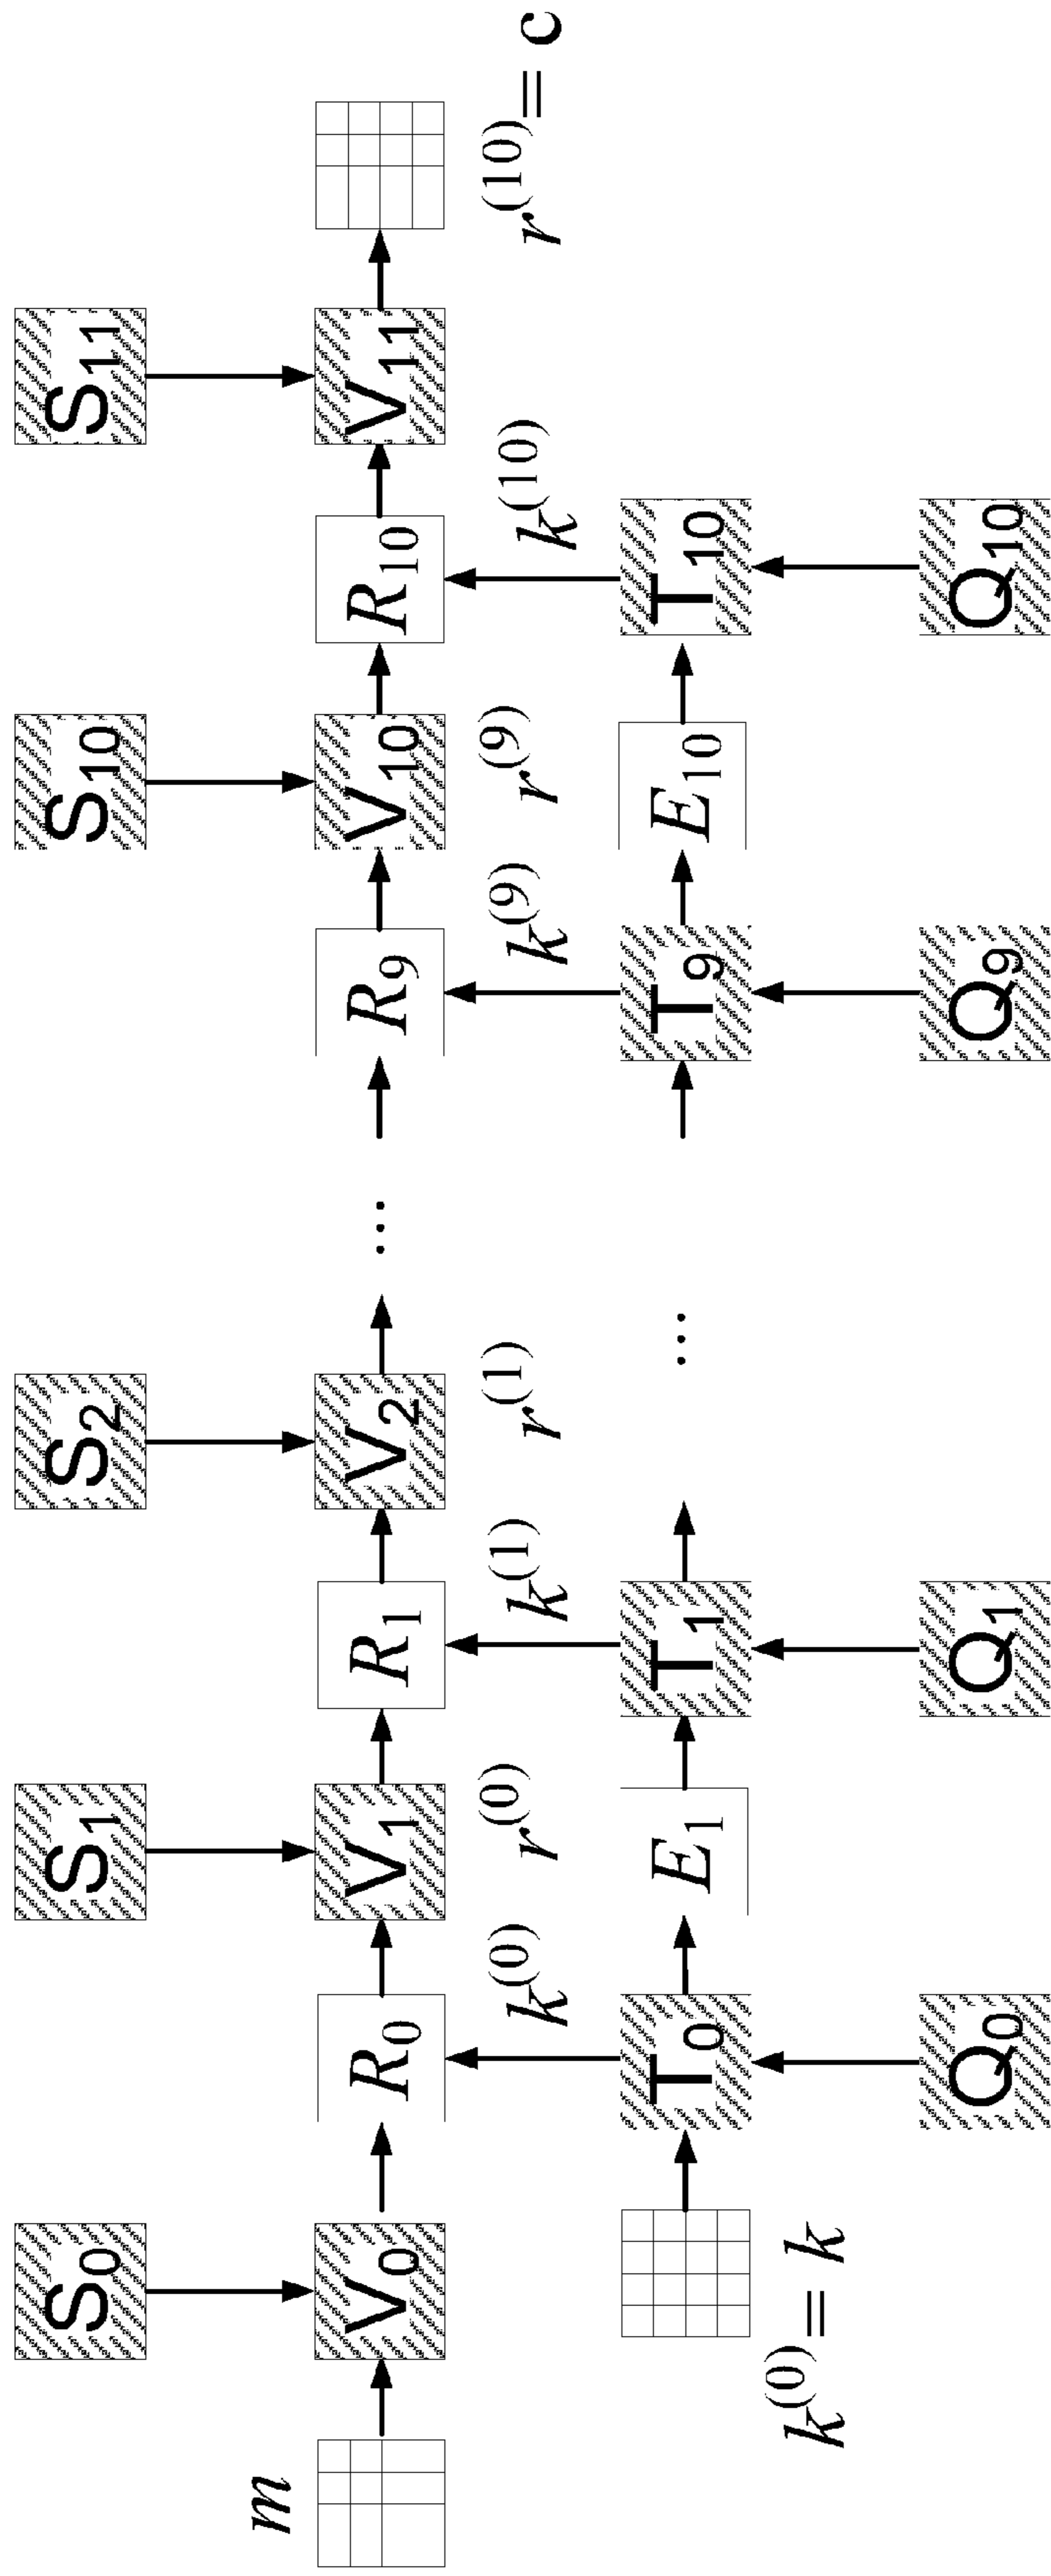 S₀ S₁ S₂ S₁₀ S₁₁
m V₀ R₀ V₁ R₁ V₂ ... R₉ V₁₀ R₁₀ V₁₁
k⁽⁰⁾ r⁽⁰⁾ k⁽¹⁾ r⁽¹⁾ k⁽⁹⁾ r⁽⁹⁾ k⁽¹⁰⁾ r⁽¹⁰⁾= c
T₀ E₁ T₁ ... T₉ E₁₀ T₁₀
k⁽⁰⁾= k
Q₀ Q₁ Q₉ Q₁₀